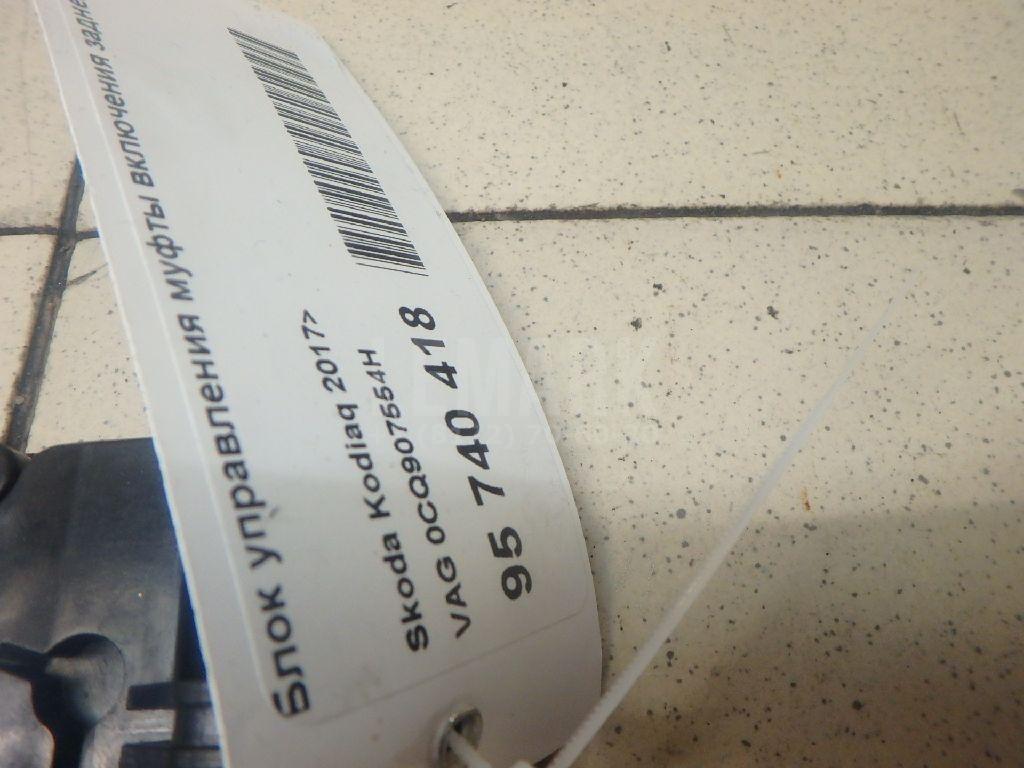 Блок управления муфты включения задне
Skoda Kodiaq 2017>
VAG 0CQ907554H
95 740 418